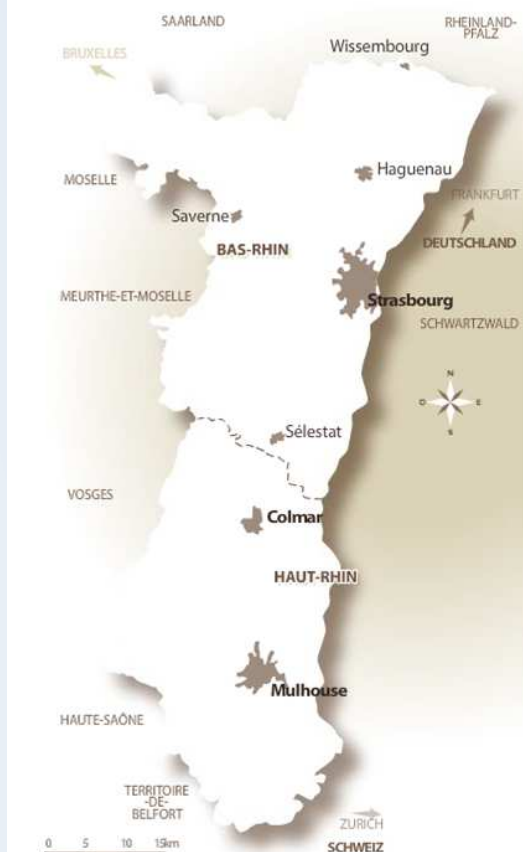 SAARLAND
RHEINLAND-
PFALZ
Wissembourg
BRUXELLES
Haguenau
MOSELLE
FRANKFURT
Saverne
DEUTSCHLAND
BAS-RHIN
MEURTHE-ET-MOSELLE
Strasbourg
SCHWARTZWALD
N
O
E
S
Sélestat
VOSGES
Colmar
HAUT-RHIN
Mulhouse
HAUTE-SAÔNE
TERRITOIRE
-DE-
BELFORT
ZURICH
0 5 10 15km
SCHWEIZ